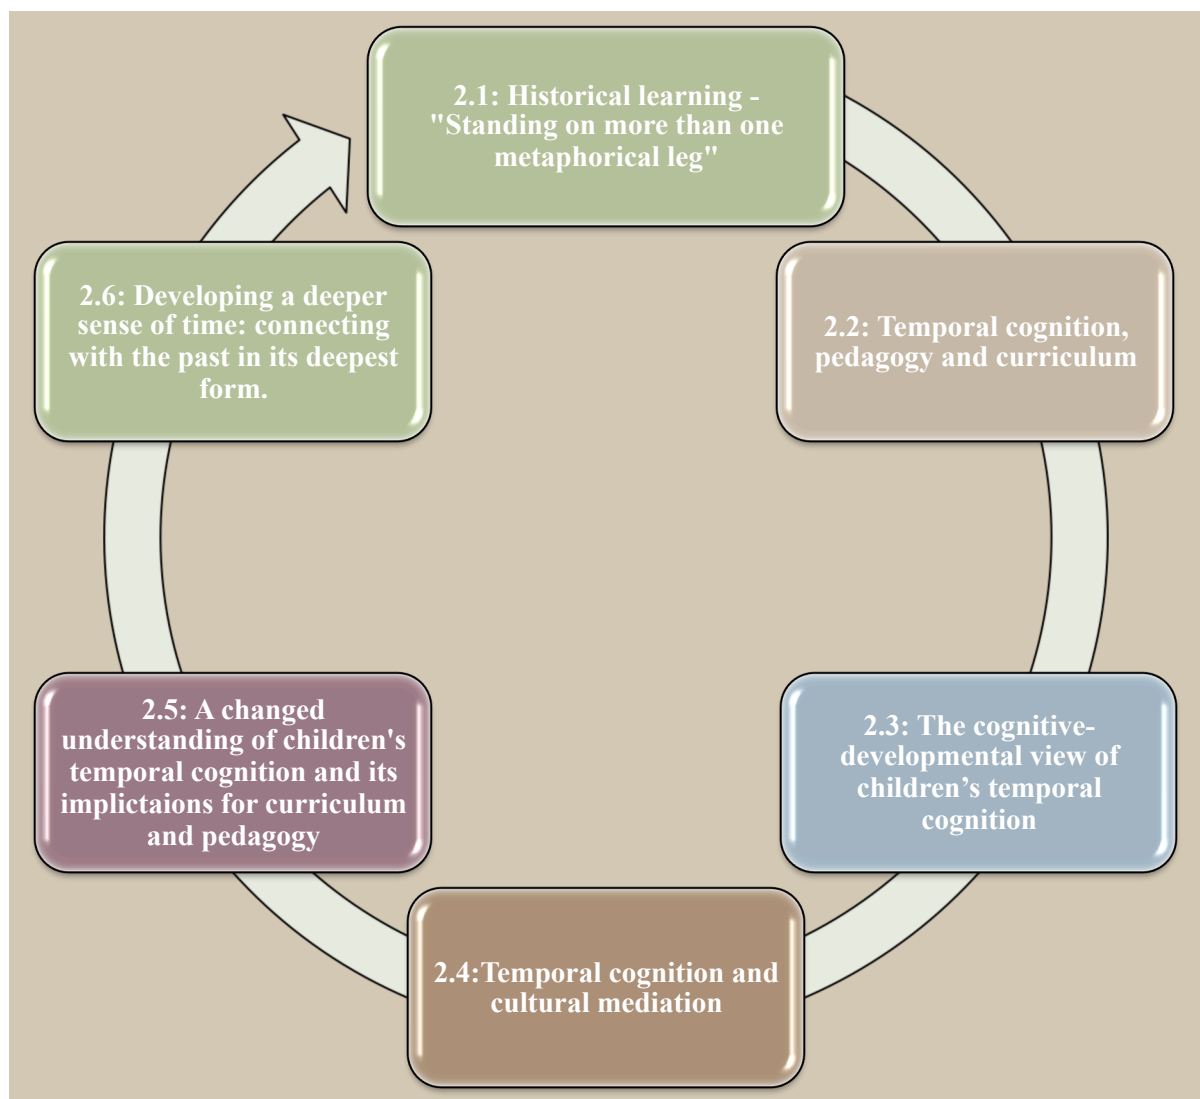 2.1: Historical learning -
"Standing on more than one
metaphorical leg"
2.2: Temporal cognition,
pedagogy and curriculum
2.3: The cognitive-
developmental view of
children’s temporal
cognition
2.4:Temporal cognition and
cultural mediation
2.5: A changed
understanding of children's
temporal cognition and its
implictaions for curriculum
and pedagogy
2.6: Developing a deeper
sense of time: connecting
with the past in its deepest
form.